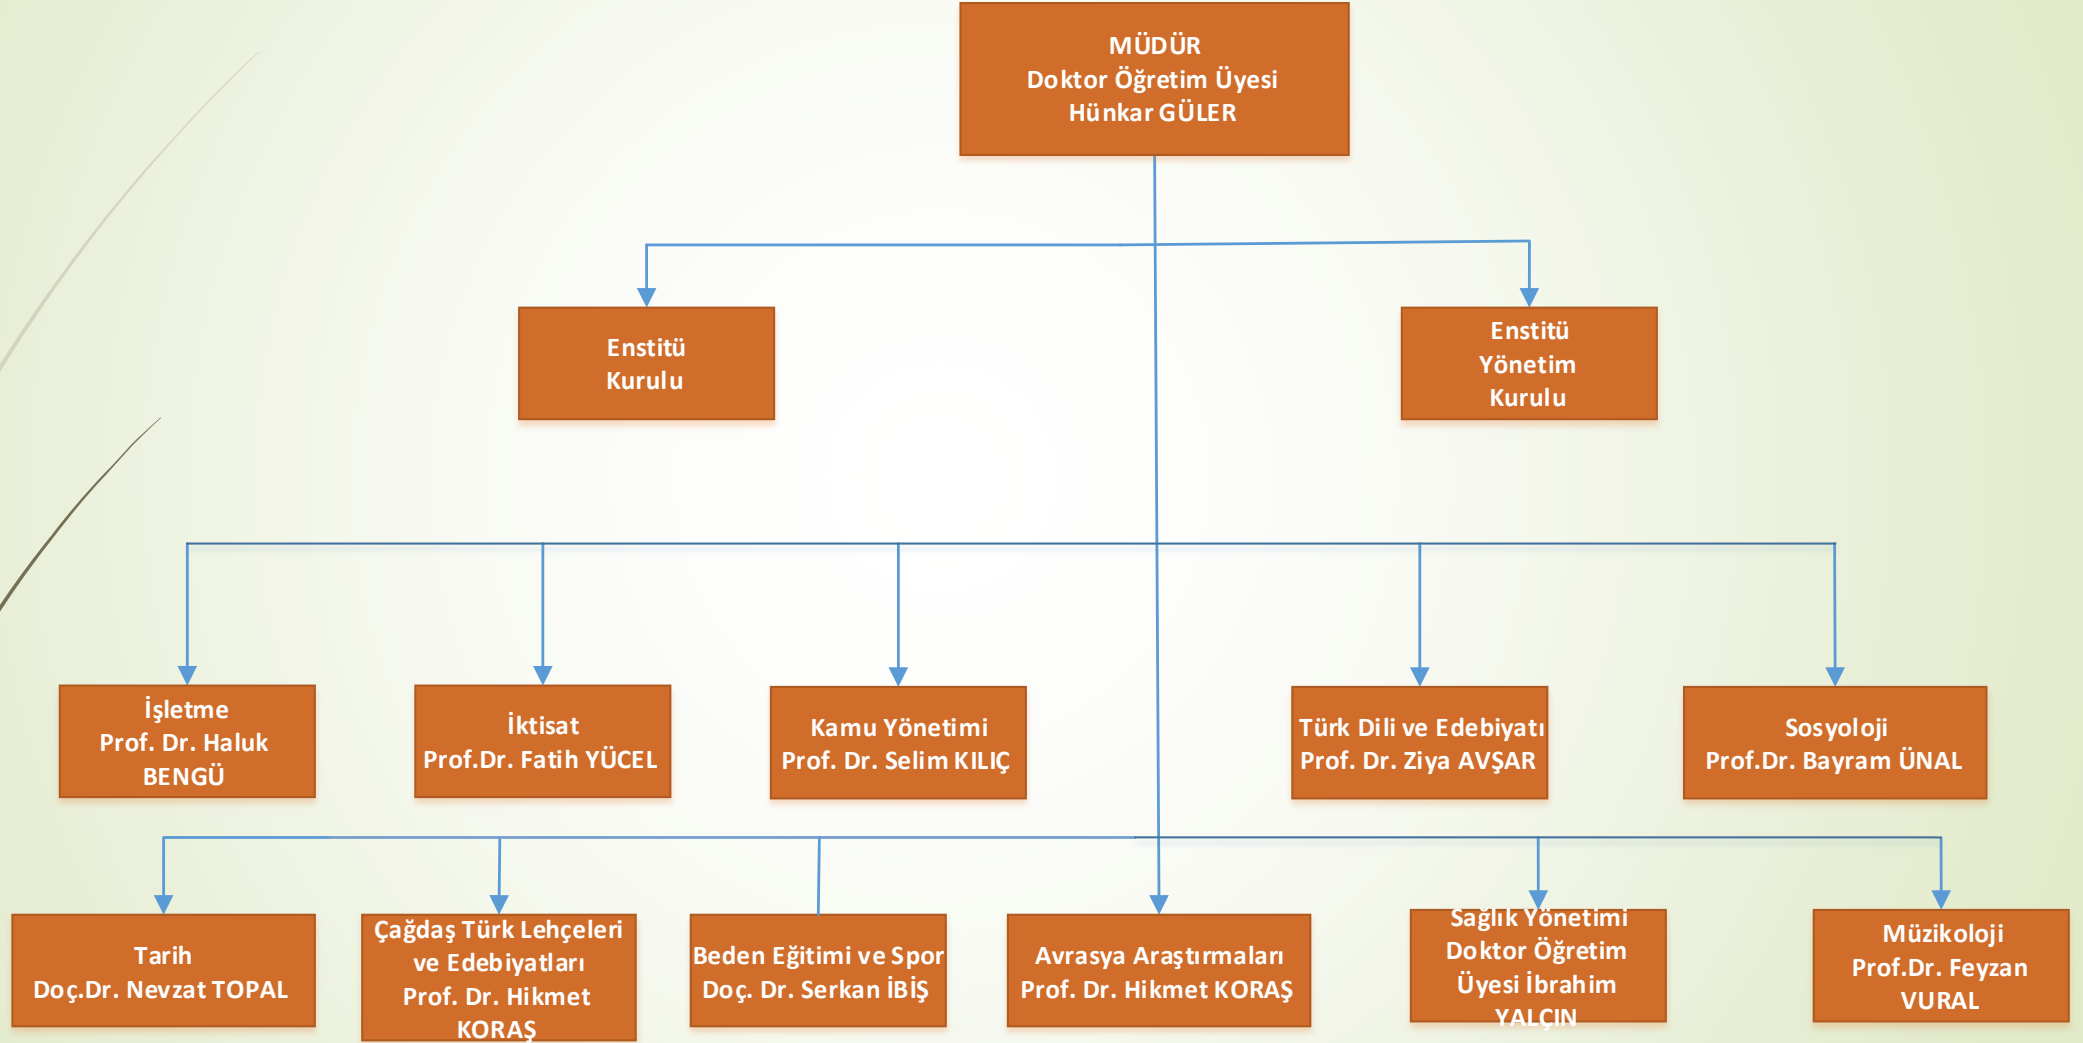 MÜDÜR
Doktor Öğretim Üyesi
Hünkar GÜLER
Enstitü
Kurulu
Enstitü
Yönetim
Kurulu
İşletme
Prof. Dr. Haluk
BENGÜ
İktisat
Prof.Dr. Fatih YÜCEL
Kamu Yönetimi
Prof. Dr. Selim KILIÇ
Türk Dili ve Edebiyatı
Prof. Dr. Ziya AVŞAR
Sosyoloji
Prof.Dr. Bayram ÜNAL
Tarih
Doç.Dr. Nevzat TOPAL
Çağdaş Türk Lehçeleri
ve Edebiyatları
Prof. Dr. Hikmet
KORAŞ
Beden Eğitimi ve Spor
Doç. Dr. Serkan İBİŞ
Avrasya Araştırmaları
Prof. Dr. Hikmet KORAŞ
Sağlık Yönetimi
Doktor Öğretim
Üyesi İbrahim
YALÇIN
Müzikoloji
Prof.Dr. Feyzan
VURAL